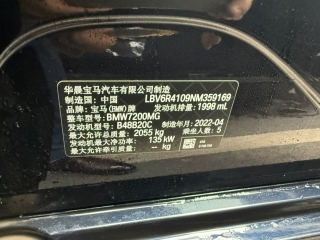 华晨宝马汽车有限公司制造
制造国：中国 LBV6R4109NM359169
品牌：宝马(BMW)牌 发动机排量：1998 mL
整车型号：BMW7200MG
发动机型号：B48B20C 制造年月：2022-04
最大允许总质量：2055 kg 乘坐人数：5
发动机最大净功率：135 kW
最大允许牵引质量：-- kg